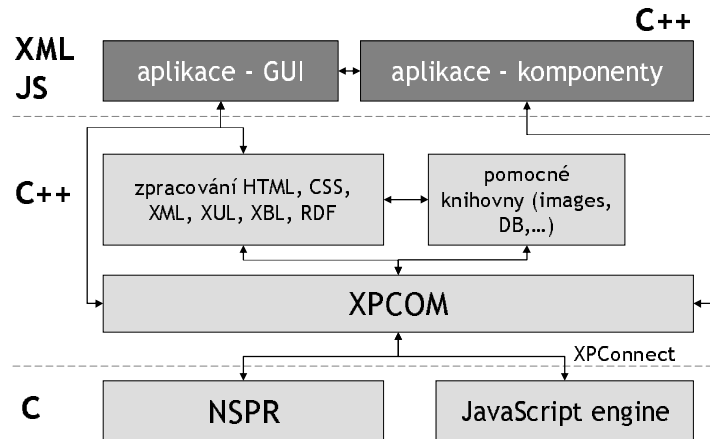 C++
XML
JS
aplikace - GUI
aplikace - komponenty
C++
zpracování HTML, CSS,
XML, XUL, XBL, RDF
pomocné
knihovny (images,
DB,...)
XPCOM
XPConnect
C
NSPR
JavaScript engine